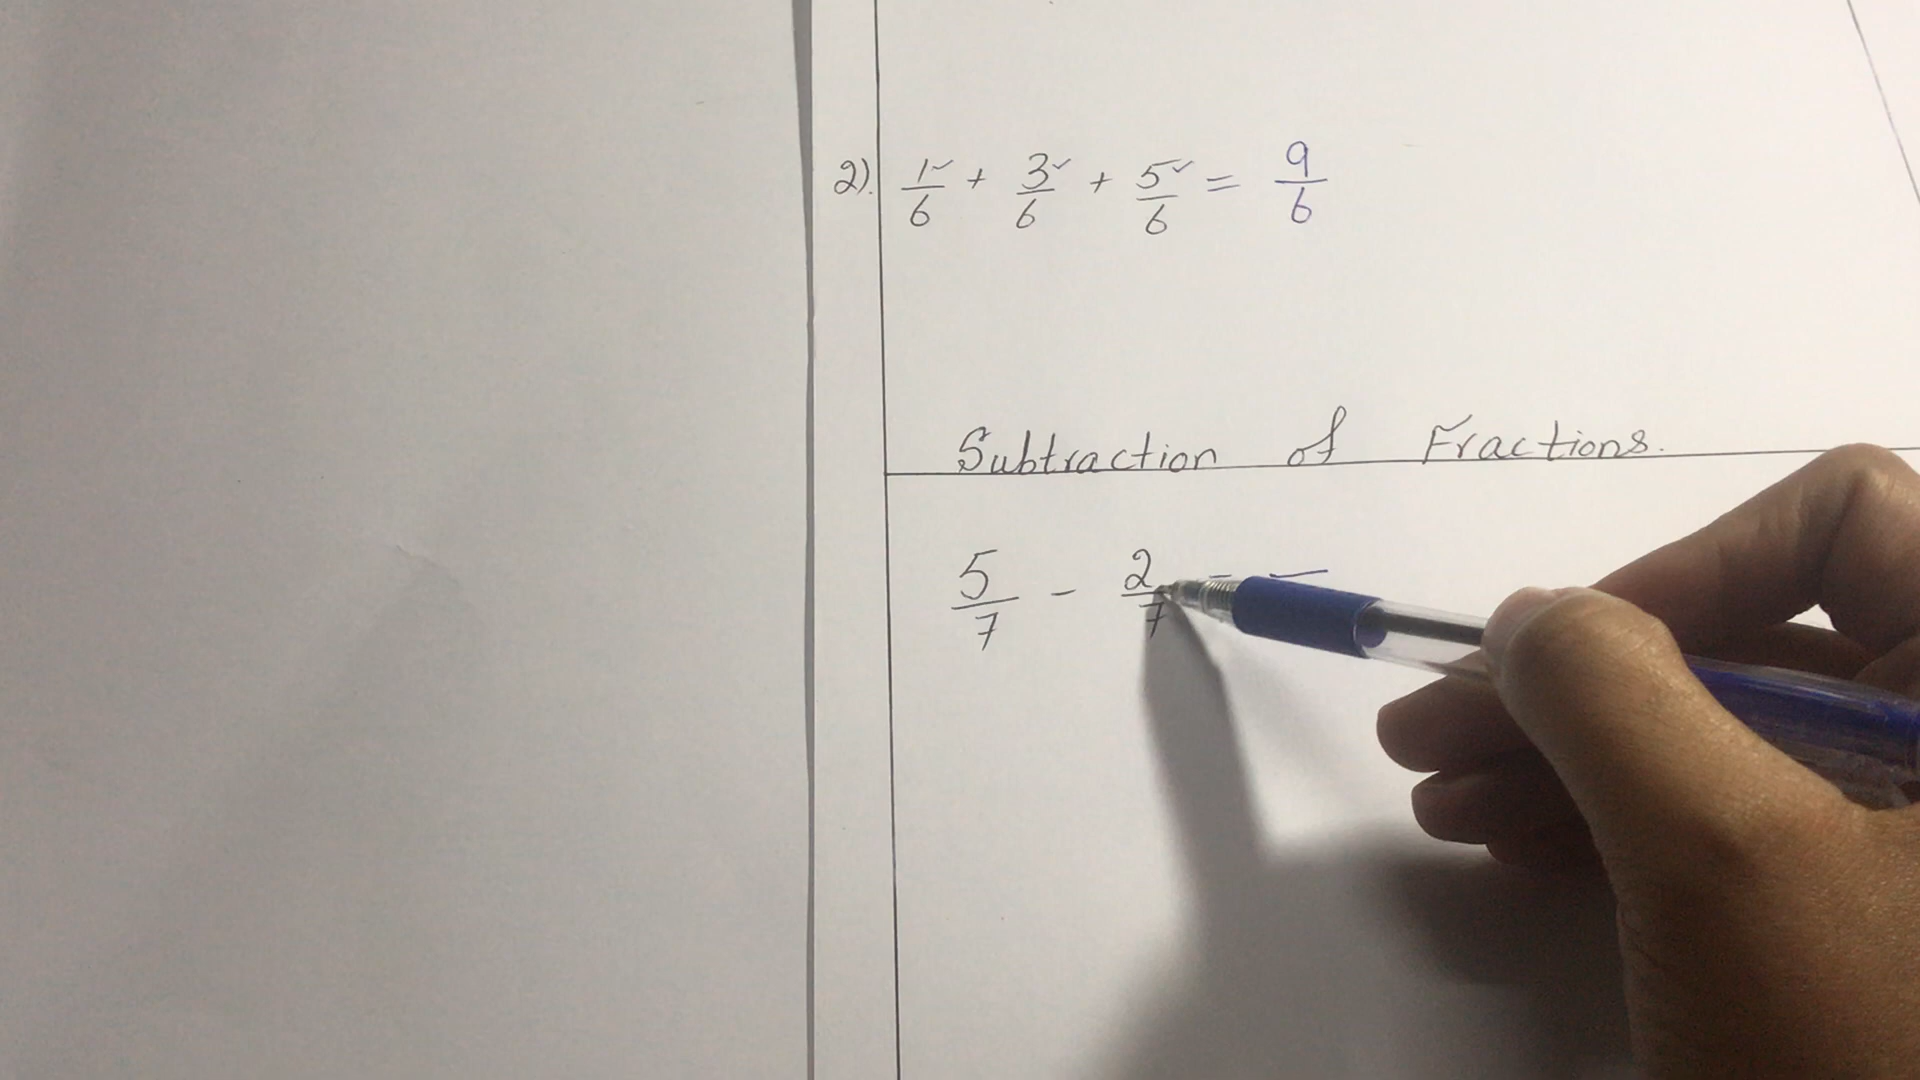 2). 1/6 + 3/6 + 5/6 = 9/6
Subtraction of Fractions.
5/7 - 2/7 =